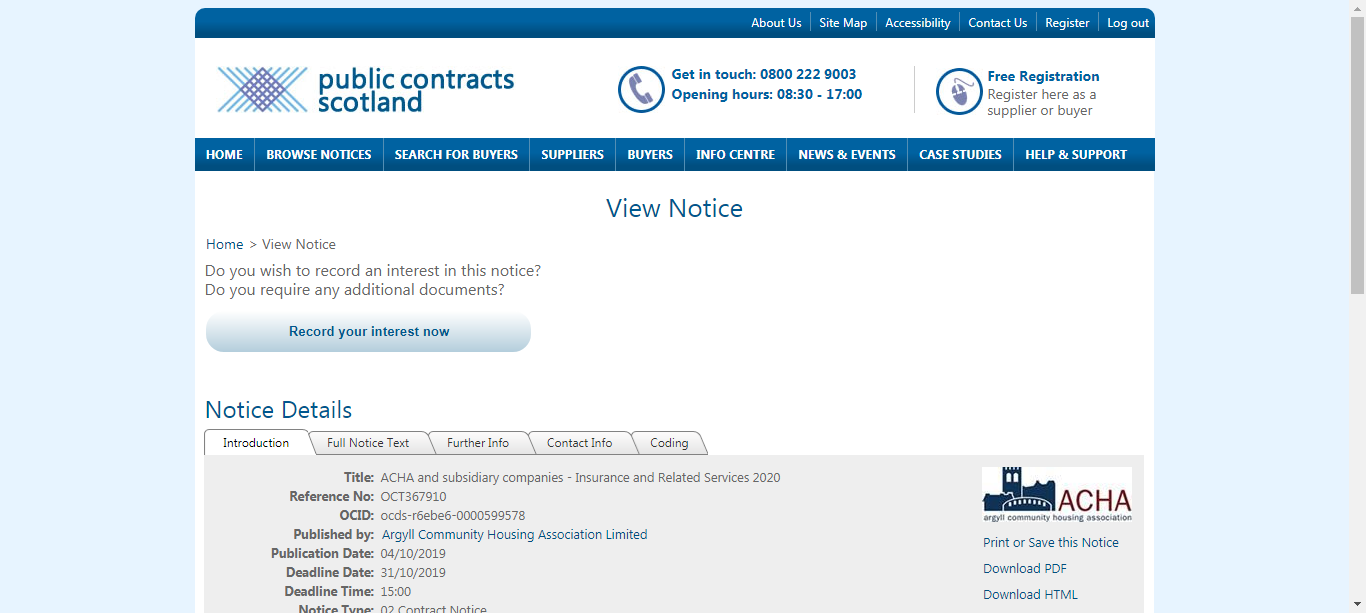 About Us Site Map Accessibility Contact Us Register Log out
public contracts
scotland
Get in touch: 0800 222 9003
Opening hours: 08:30 - 17:00
Free Registration
Register here as a
supplier or buyer
HOME BROWSE NOTICES SEARCH FOR BUYERS SUPPLIERS BUYERS INFO CENTRE NEWS & EVENTS CASE STUDIES HELP & SUPPORT
View Notice
Home > View Notice
Do you wish to record an interest in this notice?
Do you require any additional documents?
Record your interest now
Notice Details
Introduction Full Notice Text Further Info Contact Info Coding
Title: ACHA and subsidiary companies - Insurance and Related Services 2020
Reference No: OCT367910
OCID: ocds-r6ebe6-0000599578
Published by: Argyll Community Housing Association Limited
Publication Date: 04/10/2019
Deadline Date: 31/10/2019
Deadline Time: 15:00
Notice Type: 02 Contract Notice
ACHA
argyll community housing association
Print or Save this Notice
Download PDF
Download HTML